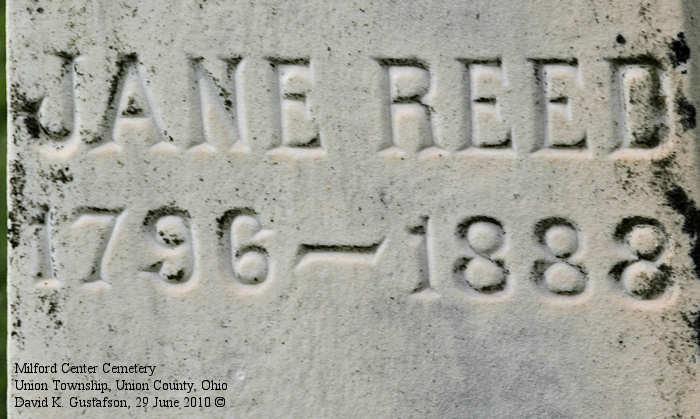 JANE REED
1796—1888
Milford Center Cemetery
Union Township, Union County, Ohio
David K. Gustafson, 29 June 2010 ©